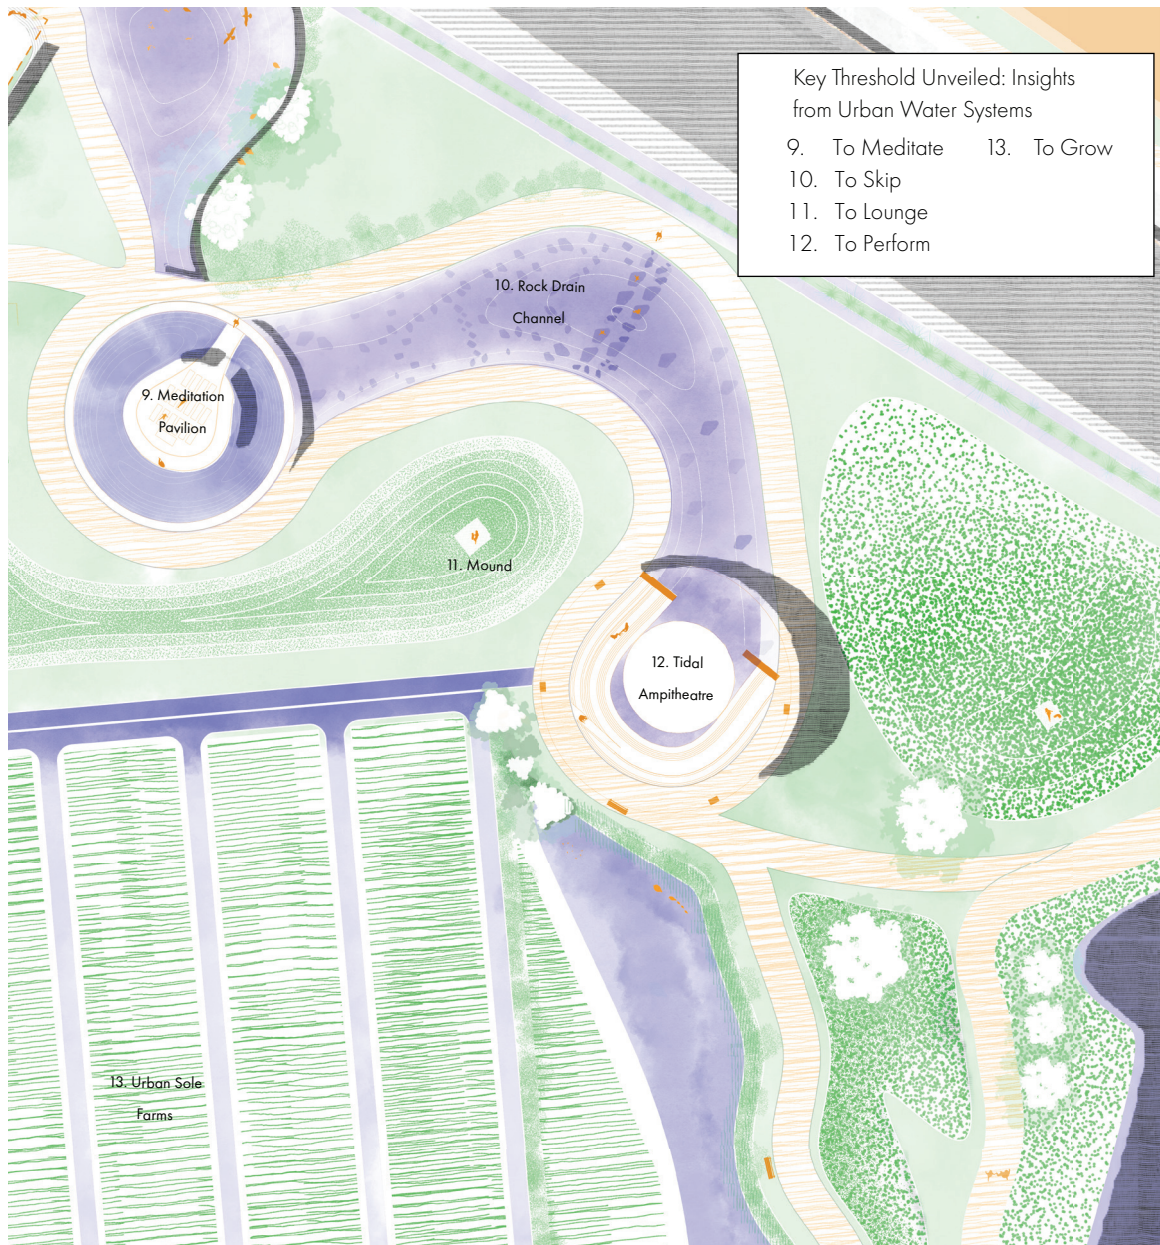 Key Threshold Unveiled: Insights
from Urban Water Systems
9. To Meditate 13. To Grow
10. To Skip
11. To Lounge
12. To Perform
10. Rock Drain
Channel
9. Meditation
Pavilion
11. Mound
12. Tidal
Ampitheatre
13. Urban Sole
Farms